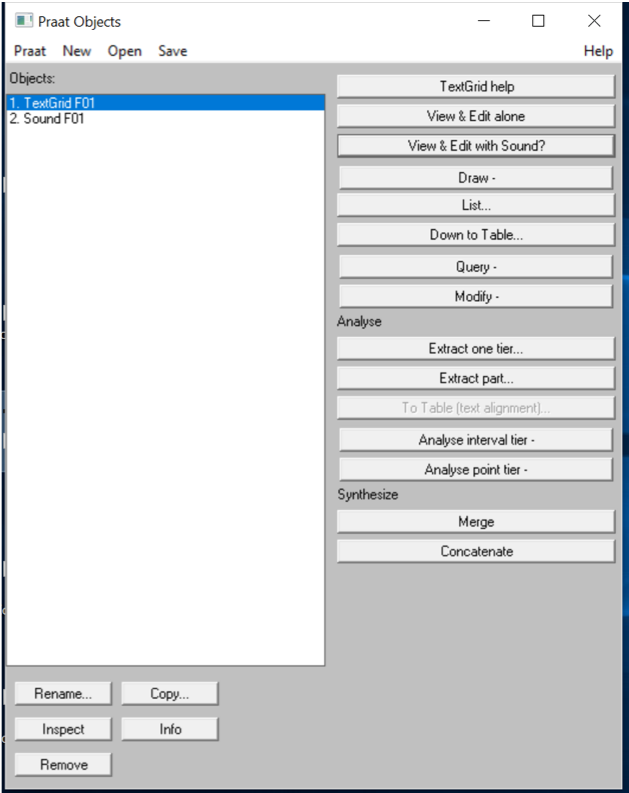 Praat Objects
Praat New Open Save Help
Objects:
1. TextGrid F01
2. Sound F01
TextGrid help
View & Edit alone
View & Edit with Sound?
Draw -
List...
Down to Table...
Query -
Modify -
Analyse
Extract one tier...
Extract part...
To Table (text alignment)...
Analyse interval tier -
Analyse point tier -
Synthesize
Merge
Concatenate
Rename... Copy...
Inspect Info
Remove